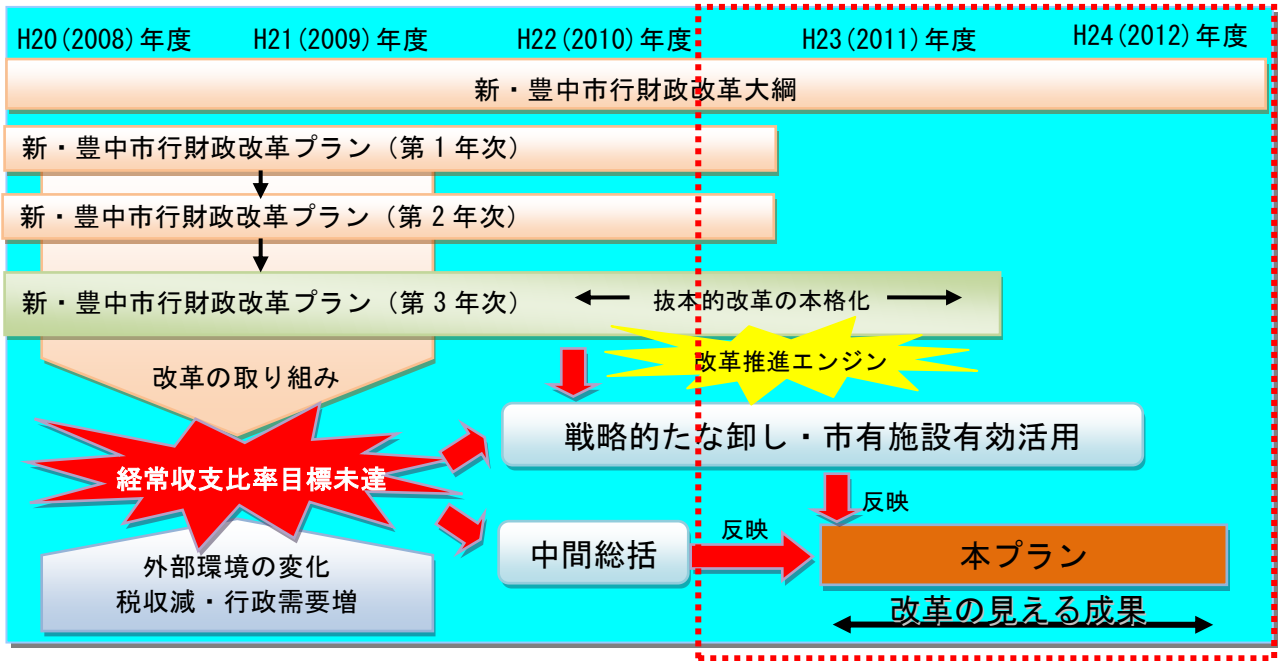 H20(2008)年度 H21(2009)年度 H22(2010)年度 H23(2011)年度 H24(2012)年度
新・豊中市行財政改革大綱
新・豊中市行財政改革プラン（第１年次）
新・豊中市行財政改革プラン（第２年次）
新・豊中市行財政改革プラン（第３年次）
抜本的改革の本格化
改革推進エンジン
改革の取り組み
戦略的たな卸し・市有施設有効活用
経常収支比率目標未達
反映
反映
中間総括
本プラン
外部環境の変化
税収減・行政需要増
改革の見える成果